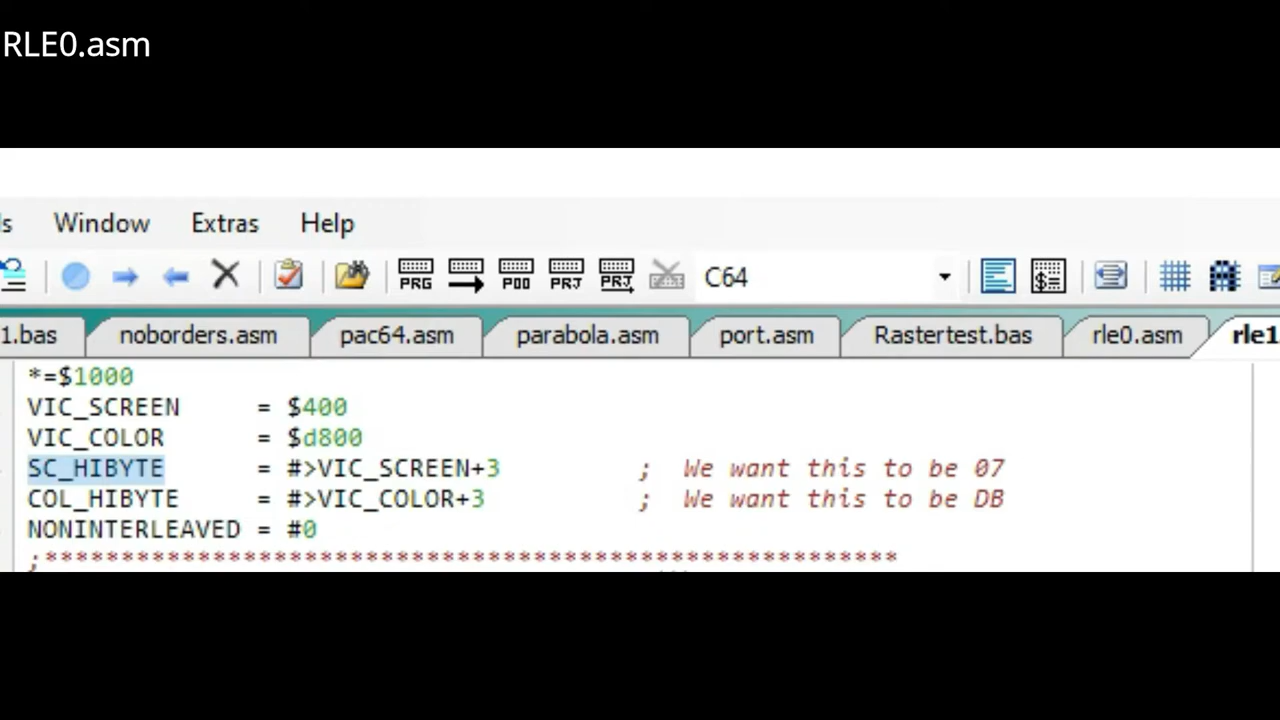 RLE0.asm
ls Window Extras Help
PRG P00 PRJ PRJ C64
1.bas noborders.asm pac64.asm parabola.asm port.asm Rastertest.bas rle0.asm rle1
*=$1000
VIC_SCREEN = $400
VIC_COLOR = $d800
SC_HIBYTE = #>VIC_SCREEN+3 ; We want this to be 07
COL_HIBYTE = #>VIC_COLOR+3 ; We want this to be DB
NONINTERLEAVED = #0
;********************************************************